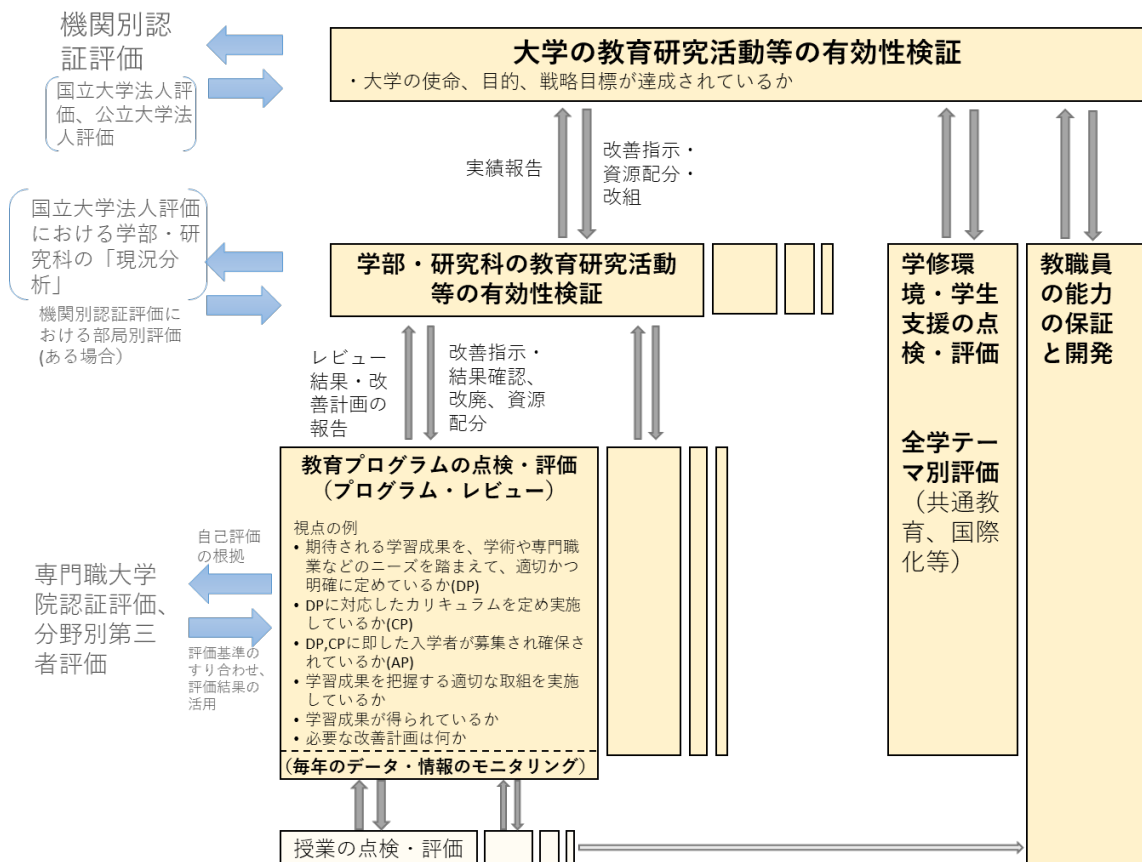 機関別認
証評価
国立大学法人評
価、公立大学法
人評価
大学の教育研究活動等の有効性検証
・大学の使命、目的、戦略目標が達成されているか
実績報告
改善指示・
資源配分・
改組
国立大学法人評価
における学部・研
究科の「現況分
析」
機関別認証評価に
おける部局別評価
(ある場合）
学部・研究科の教育研究活動
等の有効性検証
学修環
境・学生
支援の点
検・評価
全学テー
マ別評価
（共通教
育、国際
化等）
教職員
の能力
の保証
と開発
レビュー
結果・改
善計画の
報告
改善指示・
結果確認、
改廃、資源
配分
教育プログラムの点検・評価
（プログラム・レビュー）
視点の例
• 期待される学習成果を、学術や専門職
業などのニーズを踏まえて、適切かつ
明確に定めているか(DP)
• DPに対応したカリキュラムを定め実施
しているか(CP)
• DP,CPに即した入学者が募集され確保さ
れているか(AP)
• 学習成果を把握する適切な取組を実施
しているか
• 学習成果が得られているか
• 必要な改善計画は何か
（毎年のデータ・情報のモニタリング）
自己評価
の根拠
専門職大学
院認証評価、
分野別第三
者評価
評価基準の
すり合わせ、
評価結果の
活用
授業の点検・評価